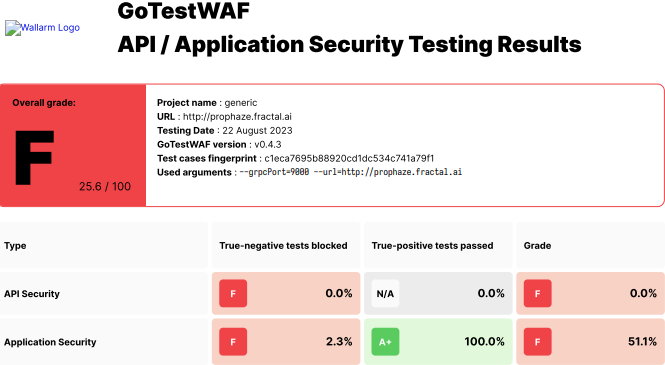 GoTestWAF
Wallarm Logo
API / Application Security Testing Results
Overall grade:
F
25.6 / 100
Project name : generic
URL : http://prophaze.fractal.ai
Testing Date : 22 August 2023
GoTestWAF version : v0.4.3
Test cases fingerprint : c1eca7695b88920cd1dc534c741a79f1
Used arguments : --grpcPort=9000 --url=http://prophaze.fractal.ai
Type True-negative tests blocked True-positive tests passed Grade
API Security F 0.0% N/A 0.0% F 0.0%
Application Security F 2.3% A+ 100.0% F 51.1%